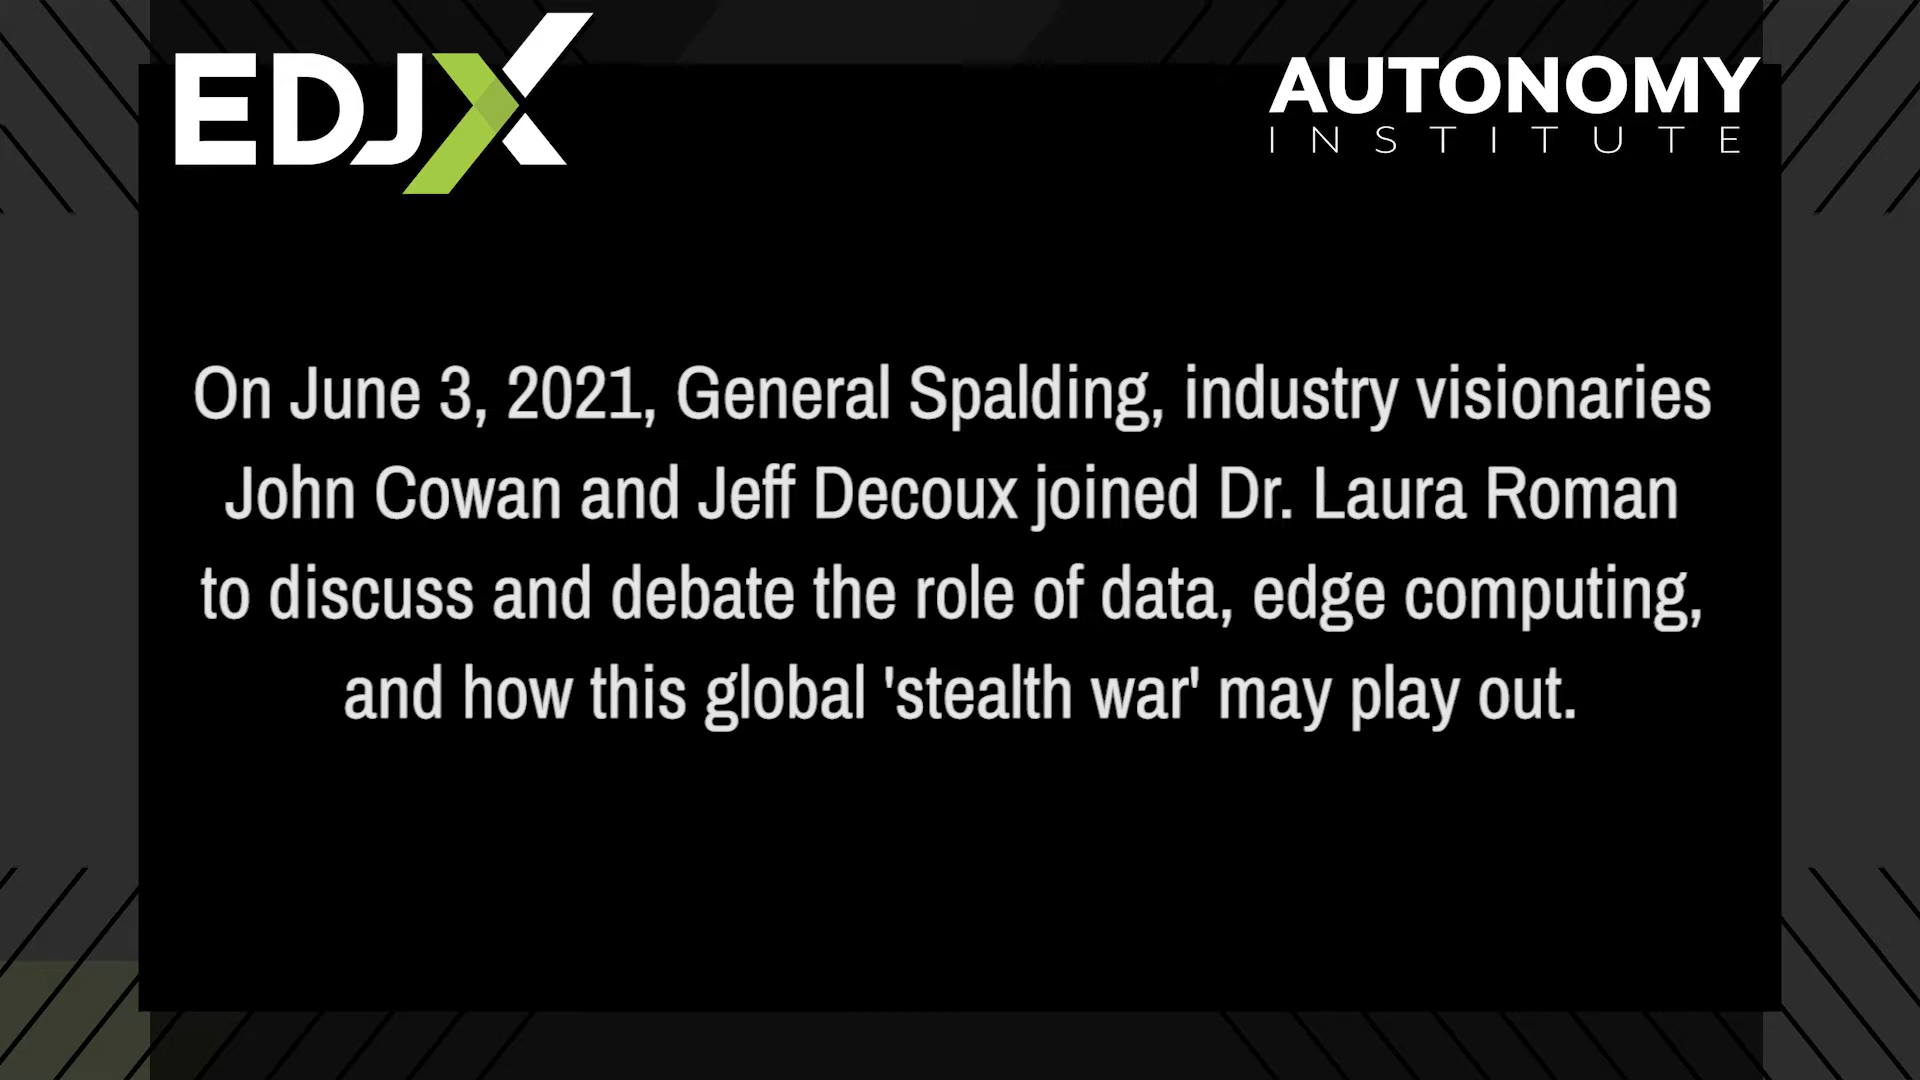 EDJX
AUTONOMY
INSTITUTE
On June 3, 2021, General Spalding, industry visionaries
John Cowan and Jeff Decoux joined Dr. Laura Roman
to discuss and debate the role of data, edge computing,
and how this global 'stealth war' may play out.